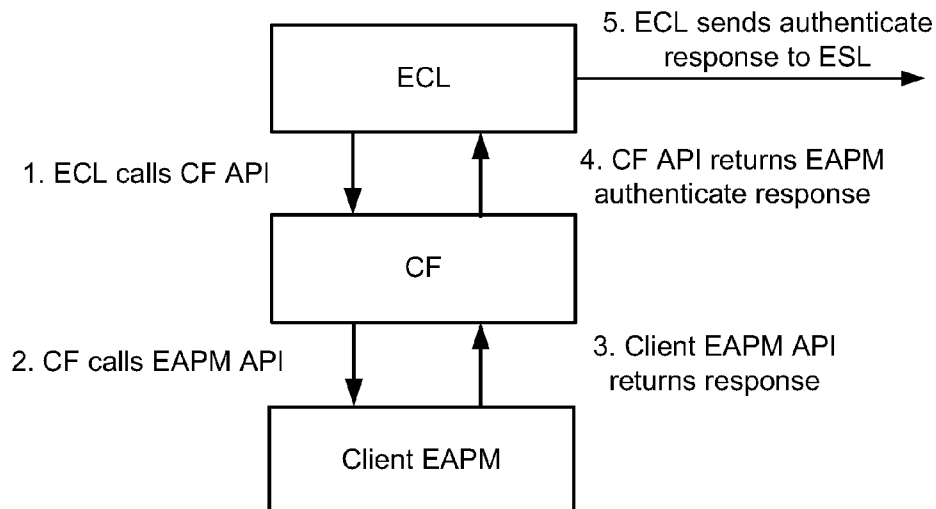 5. ECL sends authenticate
response to ESL
ECL
1. ECL calls CF API
4. CF API returns EAPM
authenticate response
CF
2. CF calls EAPM API
3. Client EAPM API
returns response
Client EAPM